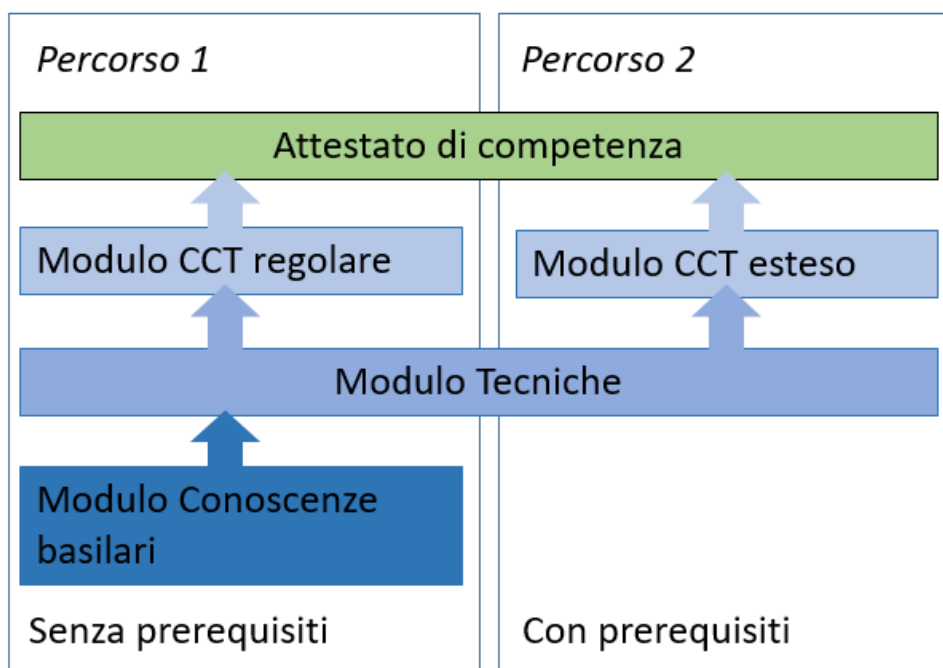 Percorso 1
Percorso 2
Attestato di competenza
Modulo CCT regolare
Modulo CCT esteso
Modulo Tecniche
Modulo Conoscenze
basilari
Senza prerequisiti
Con prerequisiti